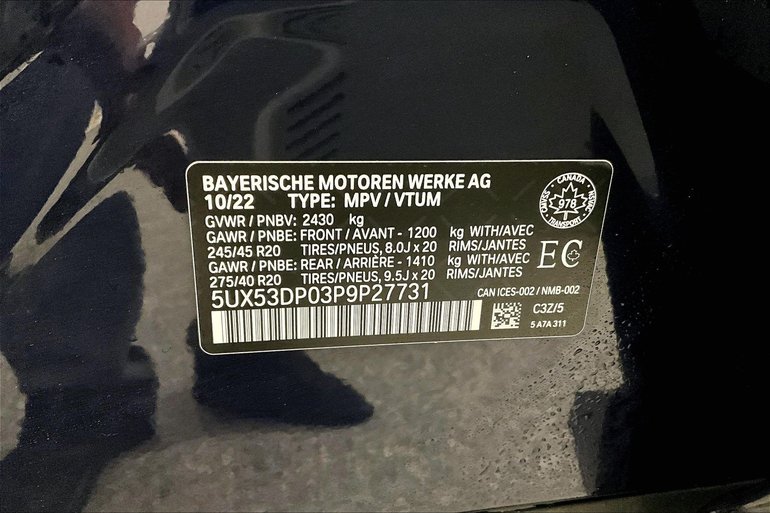 BAYERISCHE MOTOREN WERKE AG
10/22 TYPE: MPV / VTUM
GVWR / PNBV: 2430 kg
GAWR / PNBE: FRONT / AVANT - 1200 kg WITH/AVEC
245/45 R20 TIRES/PNEUS, 8.0J x 20 RIMS/JANTES
GAWR / PNBE: REAR / ARRIÈRE - 1410 kg WITH/AVEC
275/40 R20 TIRES/PNEUS, 9.5J x 20 RIMS/JANTES
5UX53DP03P9P27731
CANADA
CMVSS
NSVAC
978
TRANSPORT
EC
CAN ICES-002 / NMB-002
C3Z/5
5 A7A 311